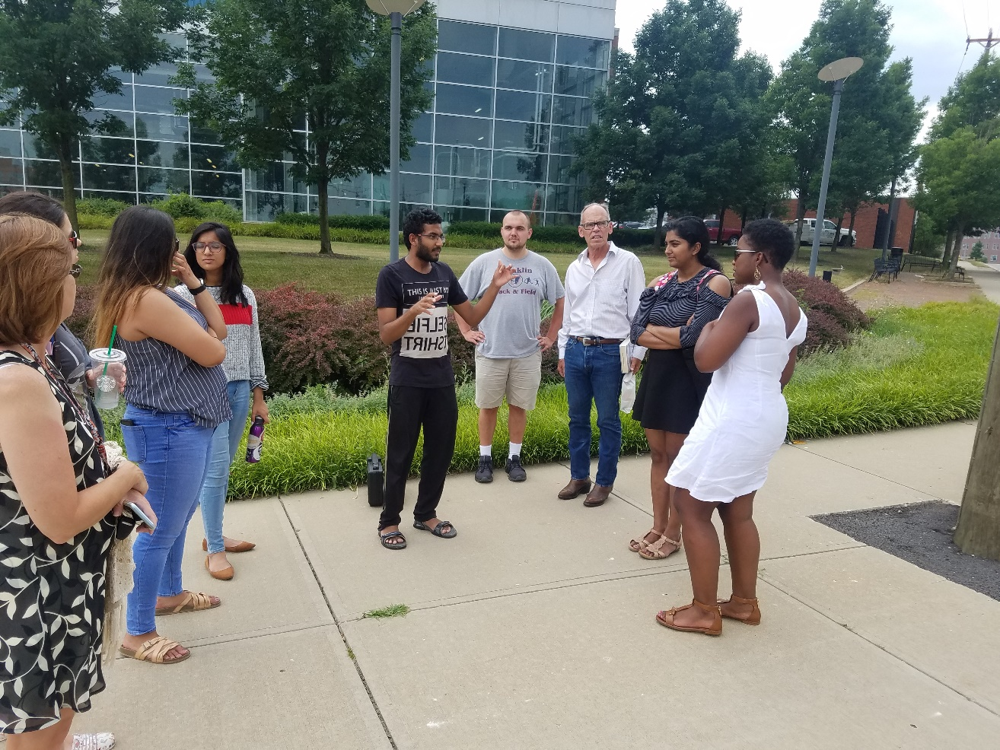 THIS IS JUST MY
SELFIE
TSHIRT
nklin
ack & Field